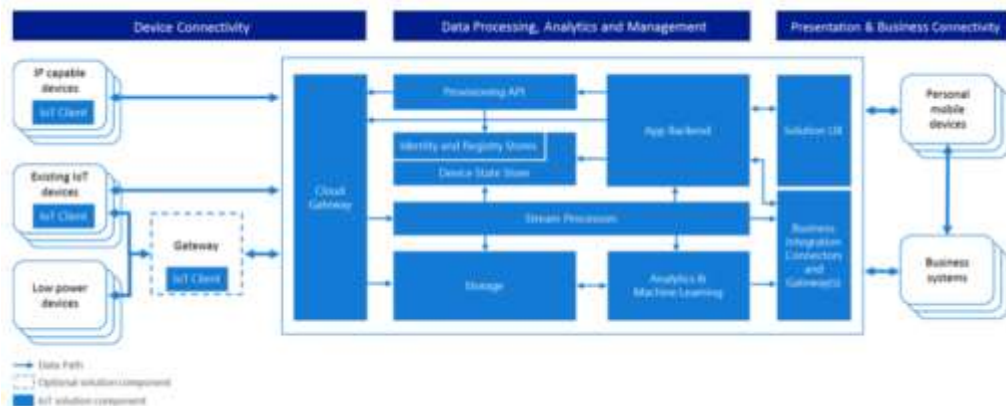 Device Connectivity
Data Processing, Analytics and Management
Presentation & Business Connectivity
IP capable
devices
IoT Client
Existing IoT
devices
IoT Client
Low power
devices
Gateway
IoT Client
Cloud
Gateway
Provisioning API
Identity and Registry Stores
Device State Store
Stream Processor
Storage
Analytics &
Machine Learning
App Backend
Solution UX
Business
Integration
Connectors
and
Gateway(s)
Personal
mobile
devices
Business
systems
Data Path
Optional solution component
IoT solution component